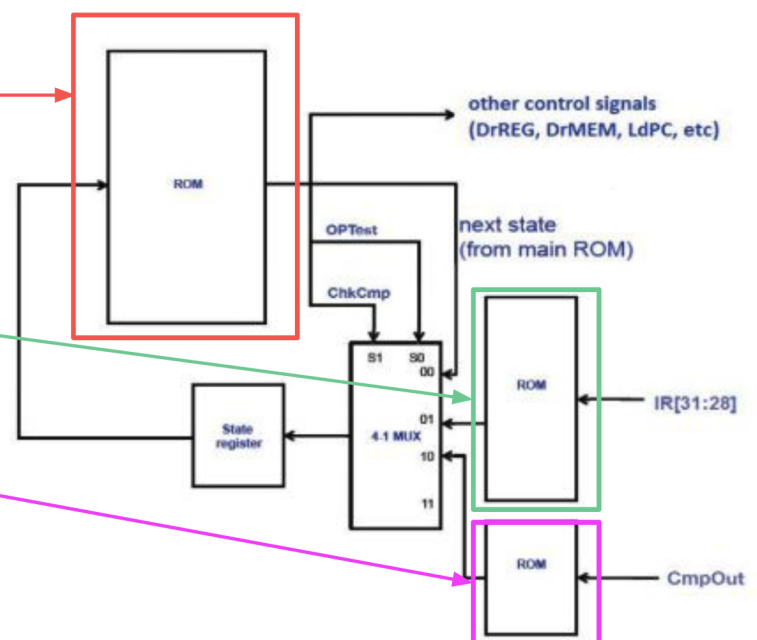 other control signals
(DrREG, DrMEM, LdPC, etc)
ROM
next state
(from main ROM)
OPTest
ChkCmp
S1 S0
00
ROM
IR[31:28]
01
State
register
4-1 MUX
10
11
ROM
CmpOut